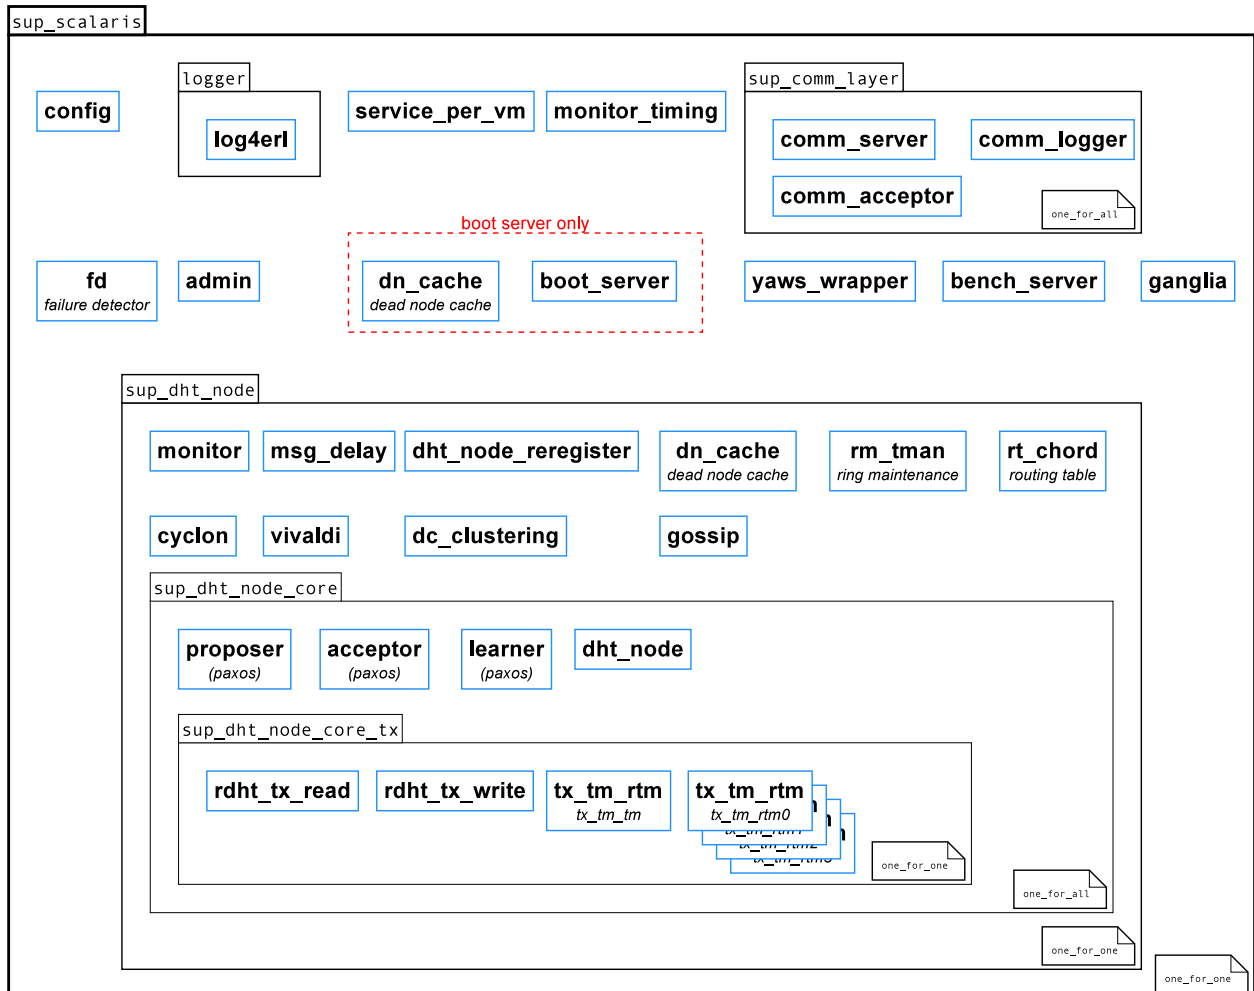 sup_scalaris
logger
sup_comm_layer
config
service_per_vm
monitor_timing
log4erl
comm_server
comm_logger
comm_acceptor
one_for_all
boot server only
fd
failure detector
admin
dn_cache
dead node cache
boot_server
yaws_wrapper
bench_server
ganglia
sup_dht_node
monitor
msg_delay
dht_node_reregister
dn_cache
dead node cache
rm_tman
ring maintenance
rt_chord
routing table
cyclon
vivaldi
dc_clustering
gossip
sup_dht_node_core
proposer
(paxos)
acceptor
(paxos)
learner
(paxos)
dht_node
sup_dht_node_core_tx
rdht_tx_read
rdht_tx_write
tx_tm_rtm
tx_tm_tm
tx_tm_rtm
tx_tm_rtm0
one_for_one
one_for_all
one_for_one
one_for_one